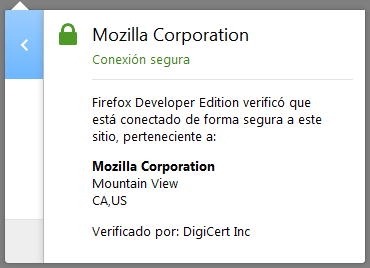 Mozilla Corporation
Conexión segura
Firefox Developer Edition verificó que
está conectado de forma segura a este
sitio, perteneciente a:
Mozilla Corporation
Mountain View
CA,US
Verificado por: DigiCert Inc